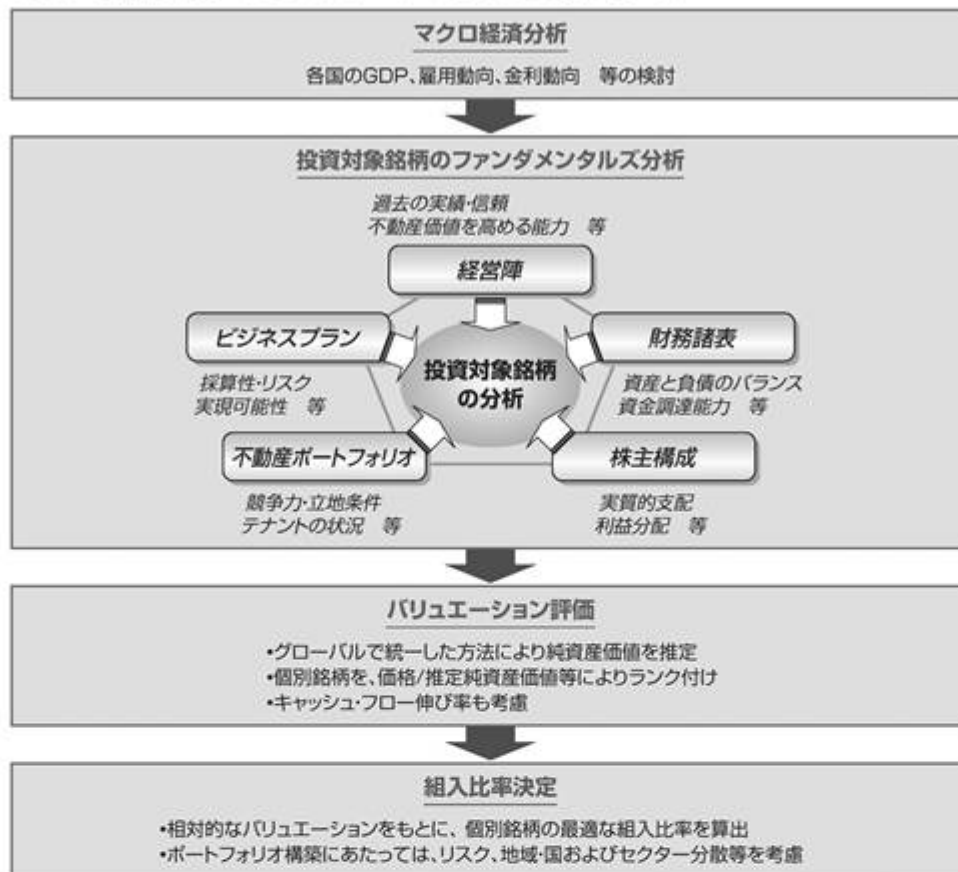 マクロ経済分析
各国のGDP、雇用動向、金利動向　等の検討
投資対象銘柄のファンダメンタルズ分析
過去の実績・信頼
不動産価値を高める能力　等
経営陣
ビジネスプラン
採算性・リスク
実現可能性　等
財務諸表
資産と負債のバランス
資金調達能力　等
投資対象銘柄
の分析
不動産ポートフォリオ
競争力・立地条件
テナントの状況　等
株主構成
実質的支配
利益分配　等
バリュエーション評価
•グローバルで統一した方法により純資産価値を推定
•個別銘柄を、価格/推定純資産価値等によりランク付け
•キャッシュ・フロー伸び率も考慮
組入比率決定
•相対的なバリュエーションをもとに、個別銘柄の最適な組入比率を算出
•ポートフォリオ構築にあたっては、リスク、地域・国およびセクター分散等を考慮